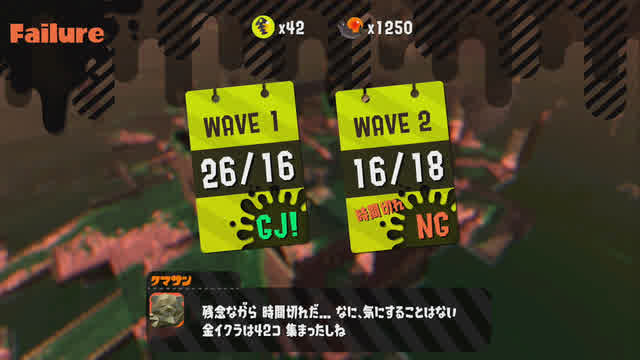 Failure
x42
x1250
WAVE 1
26/16
GJ!
WAVE 2
16/18
時間切れ
NG
クマサン
残念ながら 時間切れだ... なに、気にすることはない
金イクラは42コ 集まったしね